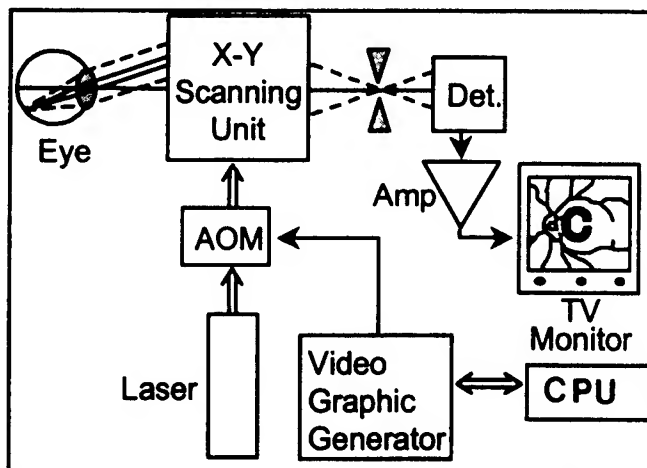 X-Y
Scanning
Unit
Det.
Eye
Amp
C
AOM
TV
Monitor
Laser
Video
Graphic
Generator
CPU